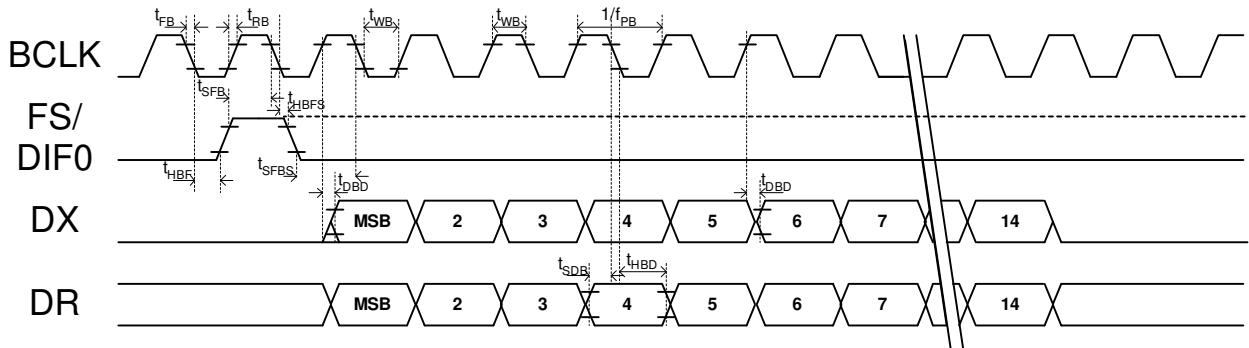 tFB tRB tWB tWB 1/fPB
BCLK
tSFB tHBFS
FS/
DIF0
tHBF tSFBS tDBD tDBD
DX MSB 2 3 4 5 6 7 14
tSDB tHBD
DR MSB 2 3 4 5 6 7 14